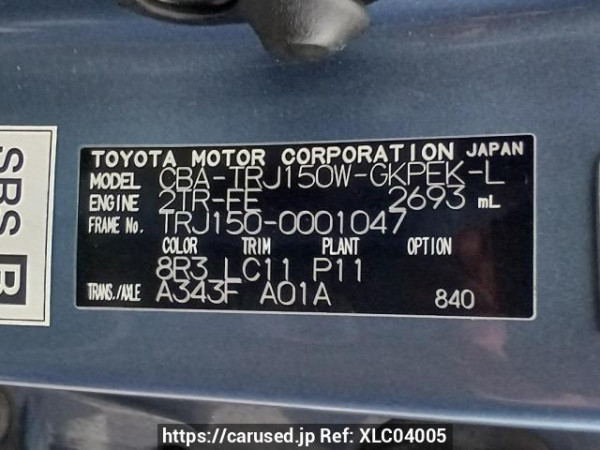 TOYOTA MOTOR CORPORATION JAPAN
MODEL CBA-TRJ150W-GKPEK-L
ENGINE 2TR-FE 2693 mL
FRAME No. TRJ150-0001047
COLOR TRIM PLANT OPTION
8R3 LC11 P11
TRANS./AXLE A343F A01A 840
SRS B
https://carused.jp Ref: XLC04005